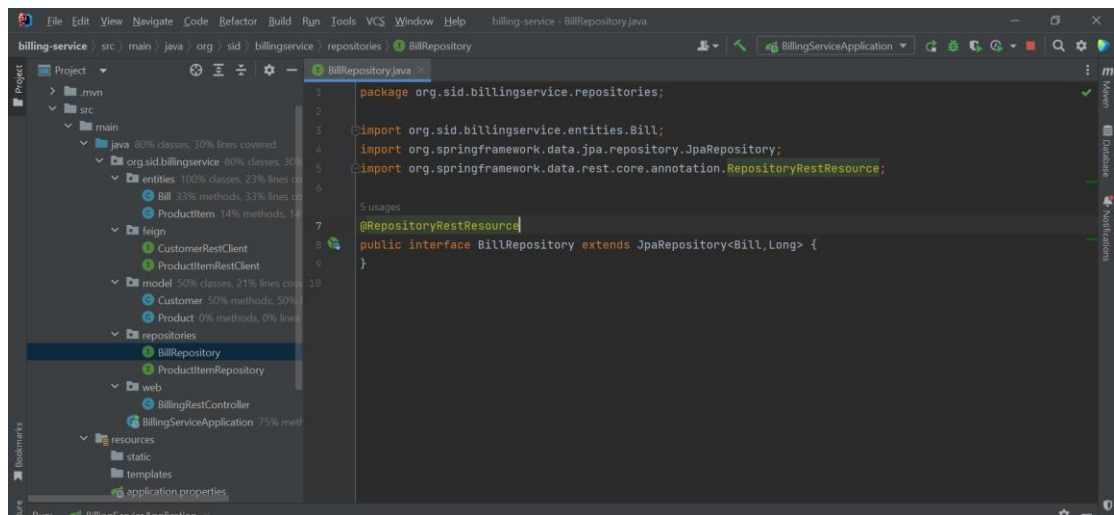 File Edit View Navigate Code Refactor Build Run Tools VCS Window Help billing-service - BillRepository.java
billing-service src main java org sid billingservice repositories BillRepository BillingServiceApplication
Project
BillRepository.java
.mvn
src
main
java 80% classes, 30% lines covered
org.sid.billingservice 80% classes, 30%
entities 100% classes, 23% lines co
Bill 33% methods, 33% lines co
ProductItem 14% methods, 14%
feign
CustomerRestClient
ProductItemRestClient
model 50% classes, 21% lines cove
Customer 50% methods, 50% l
Product 0% methods, 0% lines
repositories
BillRepository
ProductItemRepository
web
BillingRestController
BillingServiceApplication 75% meth
resources
static
templates
application.properties
1 package org.sid.billingservice.repositories;
2
3 import org.sid.billingservice.entities.Bill;
4 import org.springframework.data.jpa.repository.JpaRepository;
5 import org.springframework.data.rest.core.annotation.RepositoryRestResource;
6
5 usages
7 @RepositoryRestResource
8 public interface BillRepository extends JpaRepository<Bill,Long> {
9 }
10
Project
Bookmarks
m
Maven
Database
Notifications
Run: BillingServiceApplication